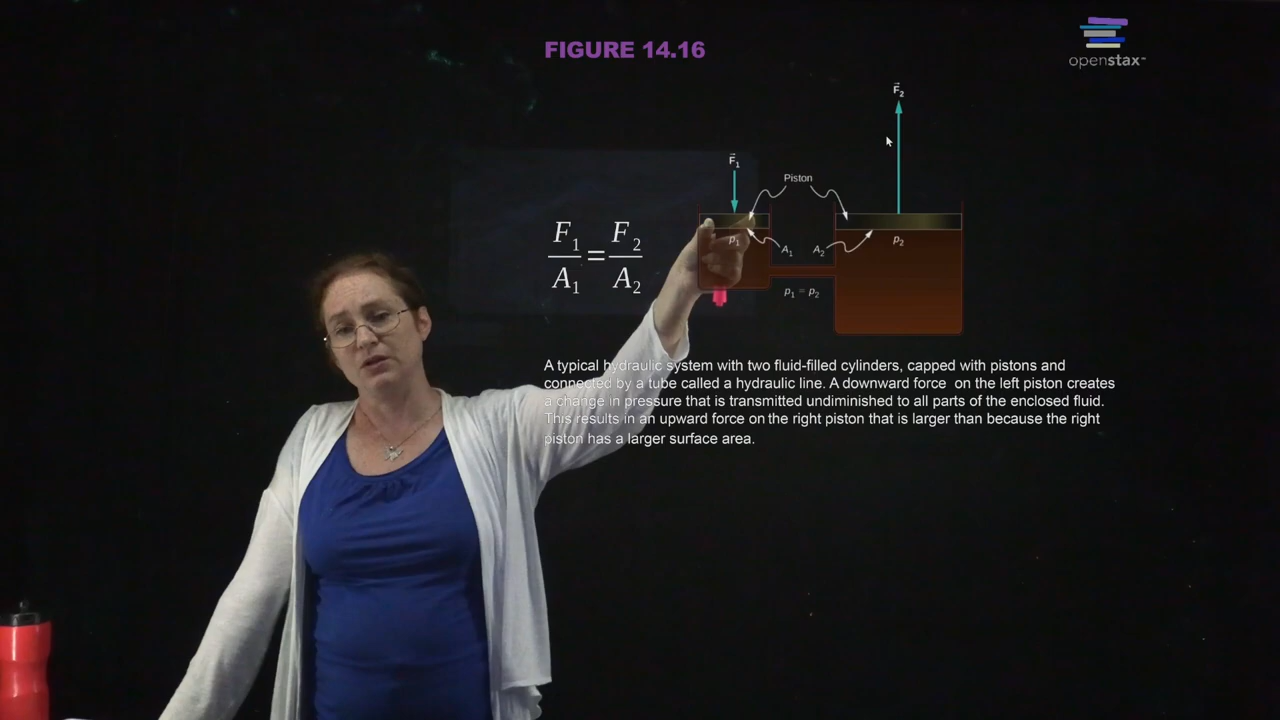 FIGURE 14.16
openstax™
F₂
F₁
Piston
F₁/A₁ = F₂/A₂
p₁
A₁
A₂
p₂
p₁ = p₂
A typical hydraulic system with two fluid-filled cylinders, capped with pistons and
connected by a tube called a hydraulic line. A downward force on the left piston creates
a change in pressure that is transmitted undiminished to all parts of the enclosed fluid.
This results in an upward force on the right piston that is larger than because the right
piston has a larger surface area.